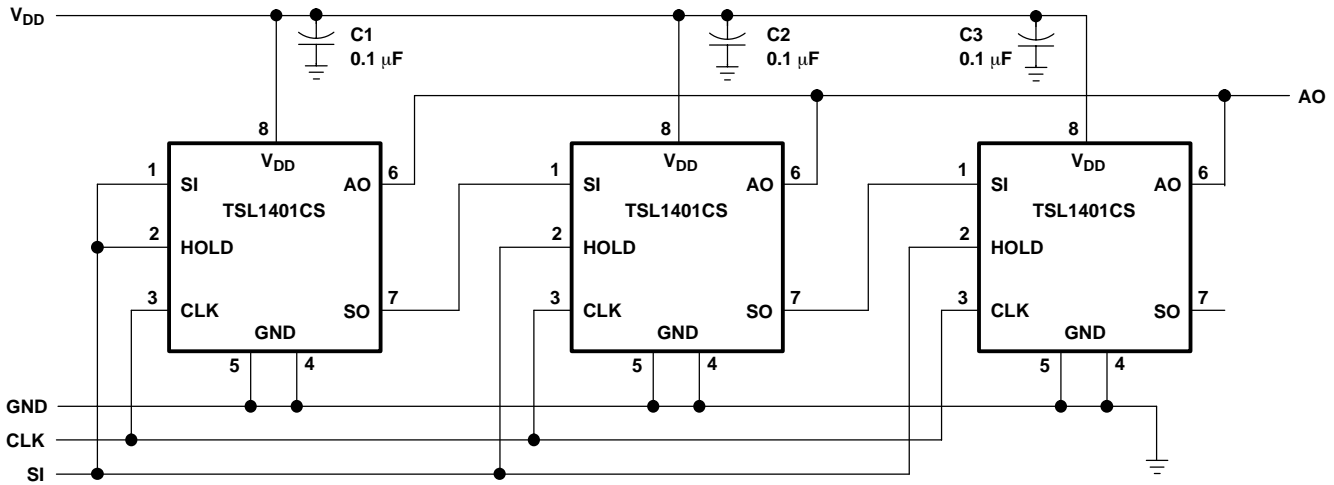 VDD
C1
0.1 μF
C2
0.1 μF
C3
0.1 μF
AO
8
VDD
1
SI
AO
6
TSL1401CS
2
HOLD
3
CLK
SO
7
GND
5
4
8
VDD
1
SI
AO
6
TSL1401CS
2
HOLD
3
CLK
SO
7
GND
5
4
8
VDD
1
SI
AO
6
TSL1401CS
2
HOLD
3
CLK
SO
7
GND
5
4
GND
CLK
SI